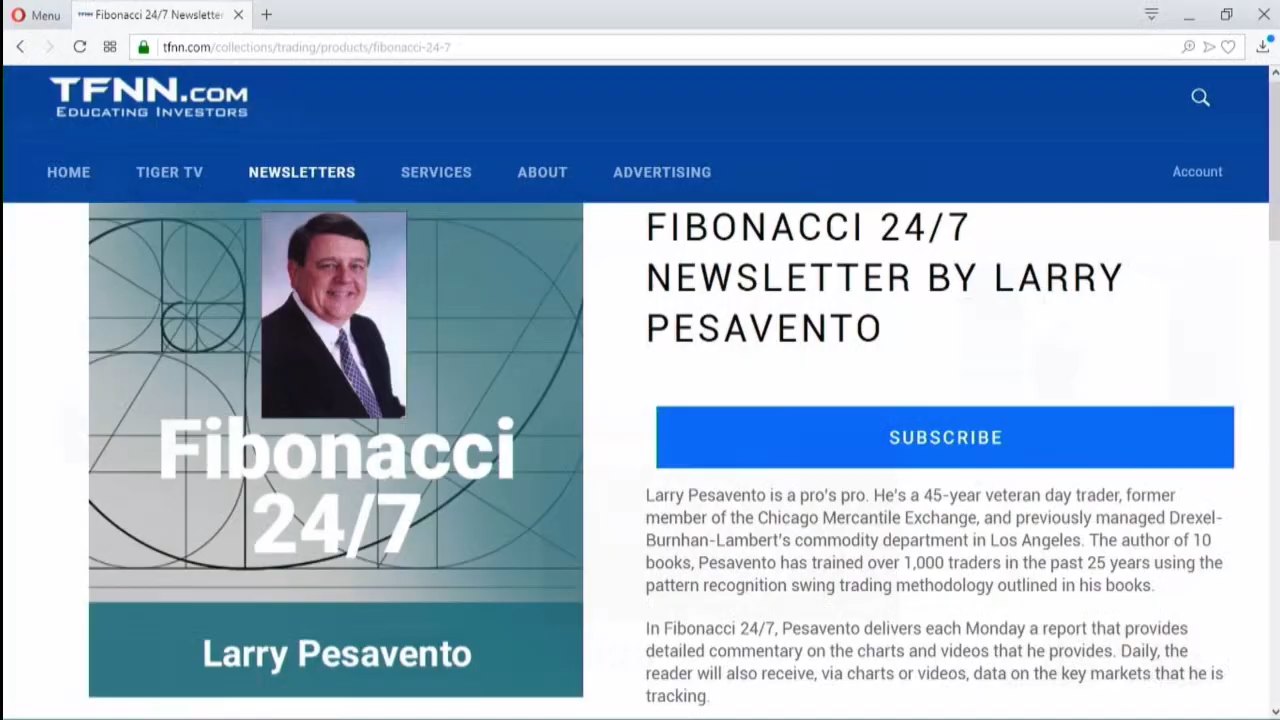 Menu
Fibonacci 24/7 Newsletter
tfnn.com/collections/trading/products/fibonacci-24-7
TFNN.COM
EDUCATING INVESTORS
HOME
TIGER TV
NEWSLETTERS
SERVICES
ABOUT
ADVERTISING
Account
Fibonacci
24/7
Larry Pesavento
FIBONACCI 24/7
NEWSLETTER BY LARRY
PESAVENTO
SUBSCRIBE
Larry Pesavento is a pro's pro. He's a 45-year veteran day trader, former
member of the Chicago Mercantile Exchange, and previously managed Drexel-
Burnhan-Lambert's commodity department in Los Angeles. The author of 10
books, Pesavento has trained over 1,000 traders in the past 25 years using the
pattern recognition swing trading methodology outlined in his books.
In Fibonacci 24/7, Pesavento delivers each Monday a report that provides
detailed commentary on the charts and videos that he provides. Daily, the
reader will also receive, via charts or videos, data on the key markets that he is
tracking.